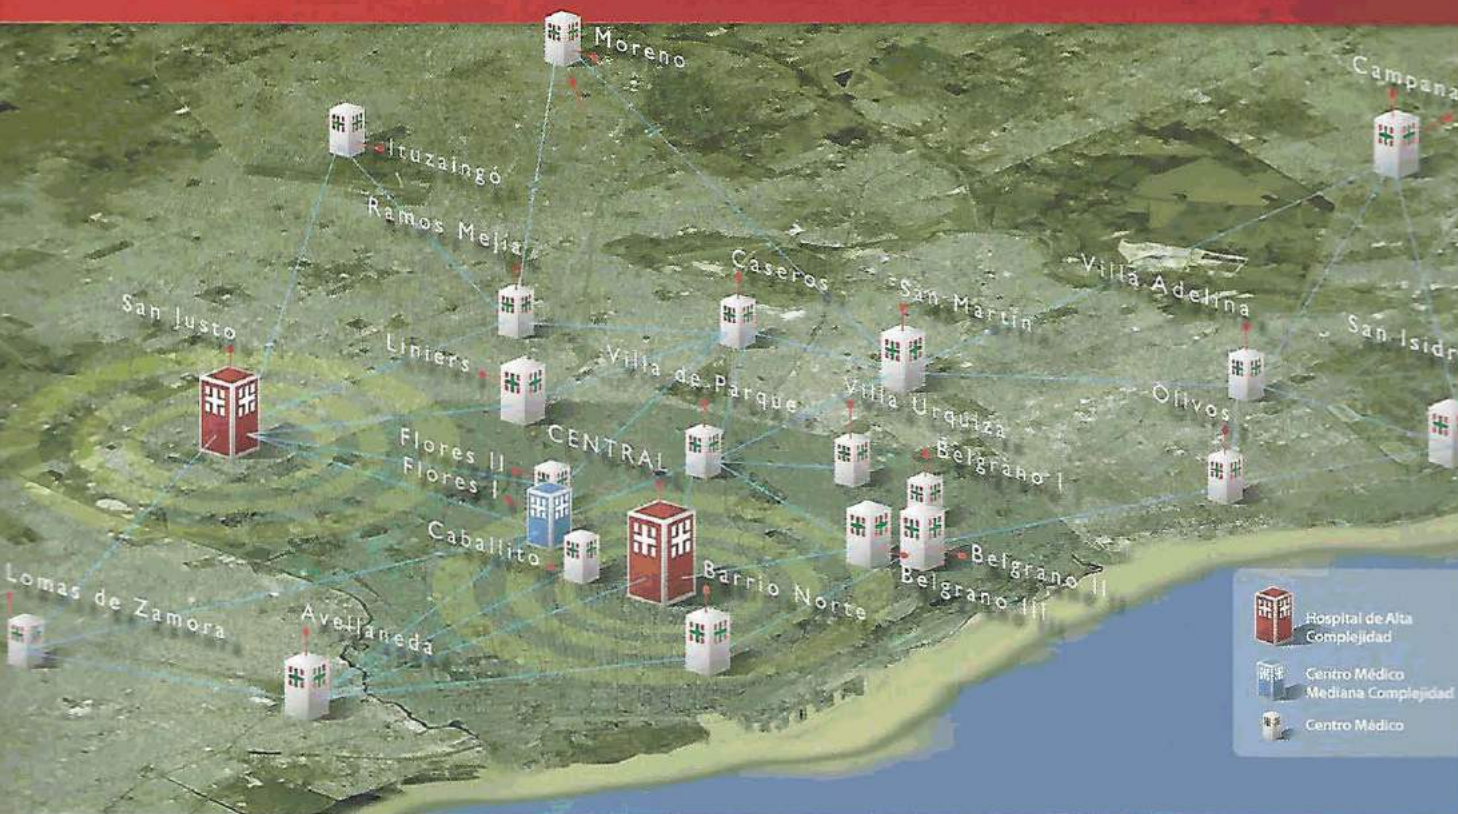 Moreno
Campana
Ituzaingó
Ramos Mejía
Caseros
San Martín
Villa Adelina
San Justo
San Isidr
Liniers
Villa de Parque
Villa Urquiza
Olivos
Flores II
CENTRAL
Belgrano I
Flores I
Caballito
Belgrano II
Barrio Norte
Belgrano III
Lomas de Zamora
Avellaneda
Hospital de Alta
Complejidad
Centro Médico
Mediana Complejidad
Centro Médico